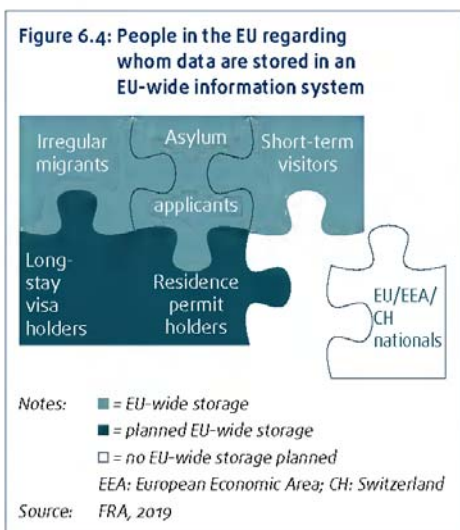 Figure 6.4: People in the EU regarding
whom data are stored in an
EU-wide information system
Irregular
migrants
Asylum
applicants
Short-term
visitors
Long-
stay
visa
holders
Residence
permit
holders
EU/EEA/
CH
nationals
Notes: ■ = EU-wide storage
■ = planned EU-wide storage
□ = no EU-wide storage planned
EEA: European Economic Area; CH: Switzerland
Source: FRA, 2019